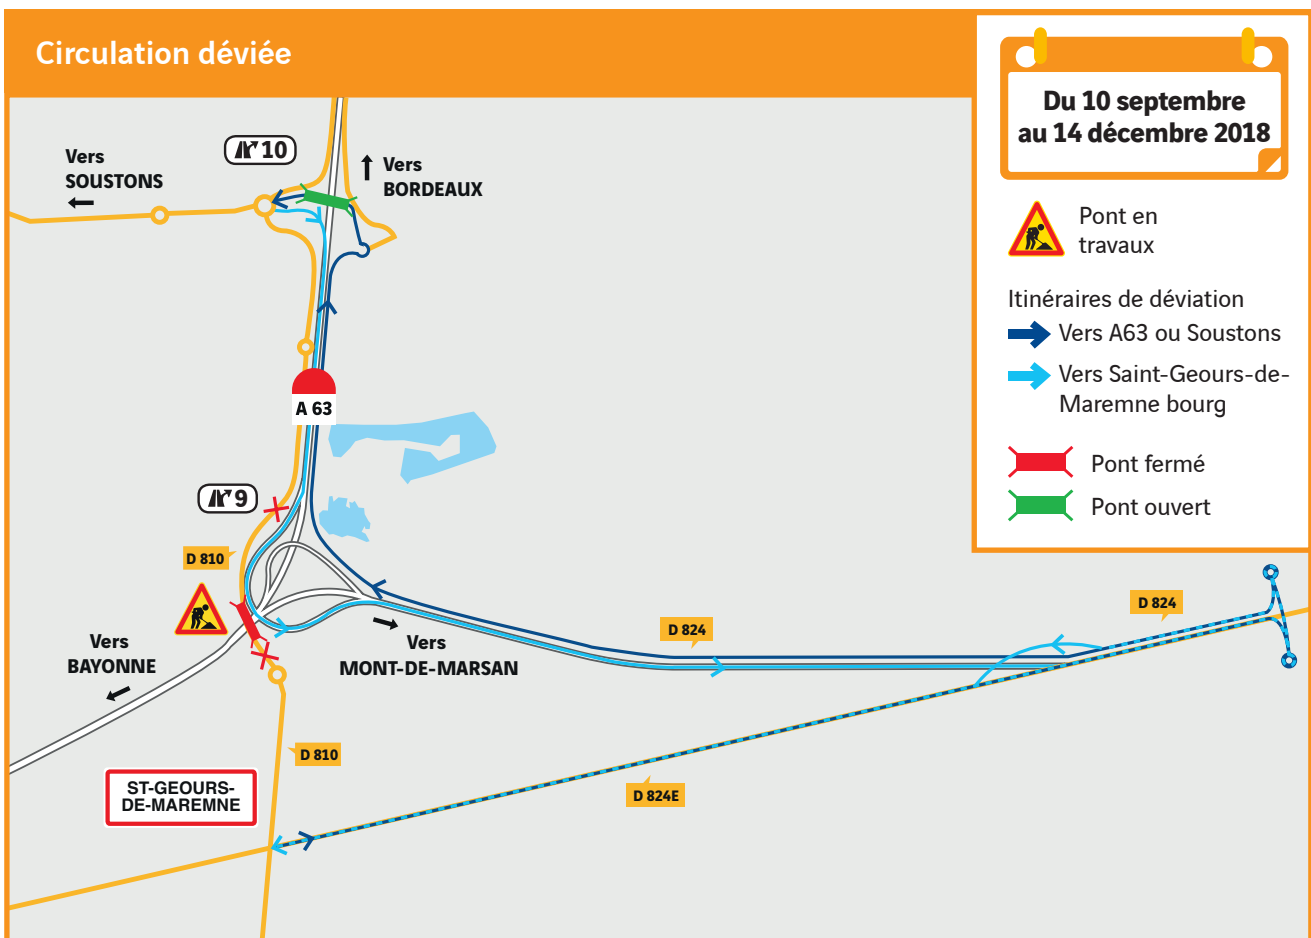 Circulation déviée
Du 10 septembre
au 14 décembre 2018
Pont en
travaux
Itinéraires de déviation
Vers A63 ou Soustons
Vers Saint-Geours-de-
Maremne bourg
Pont fermé
Pont ouvert
10
Vers
SOUSTONS
Vers
BORDEAUX
A 63
9
D 810
Vers
BAYONNE
Vers
MONT-DE-MARSAN
D 824
D 824
D 810
ST-GEOURS-
DE-MAREMNE
D 824E